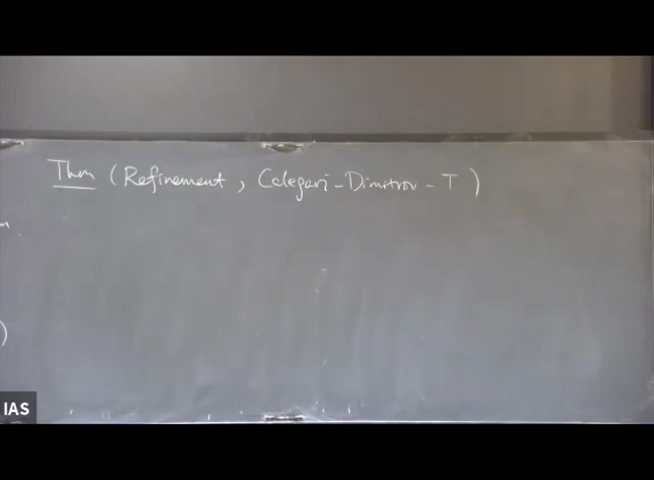 Thm (Refinement, Calegari-Dimitrov-T)
m
)
IAS